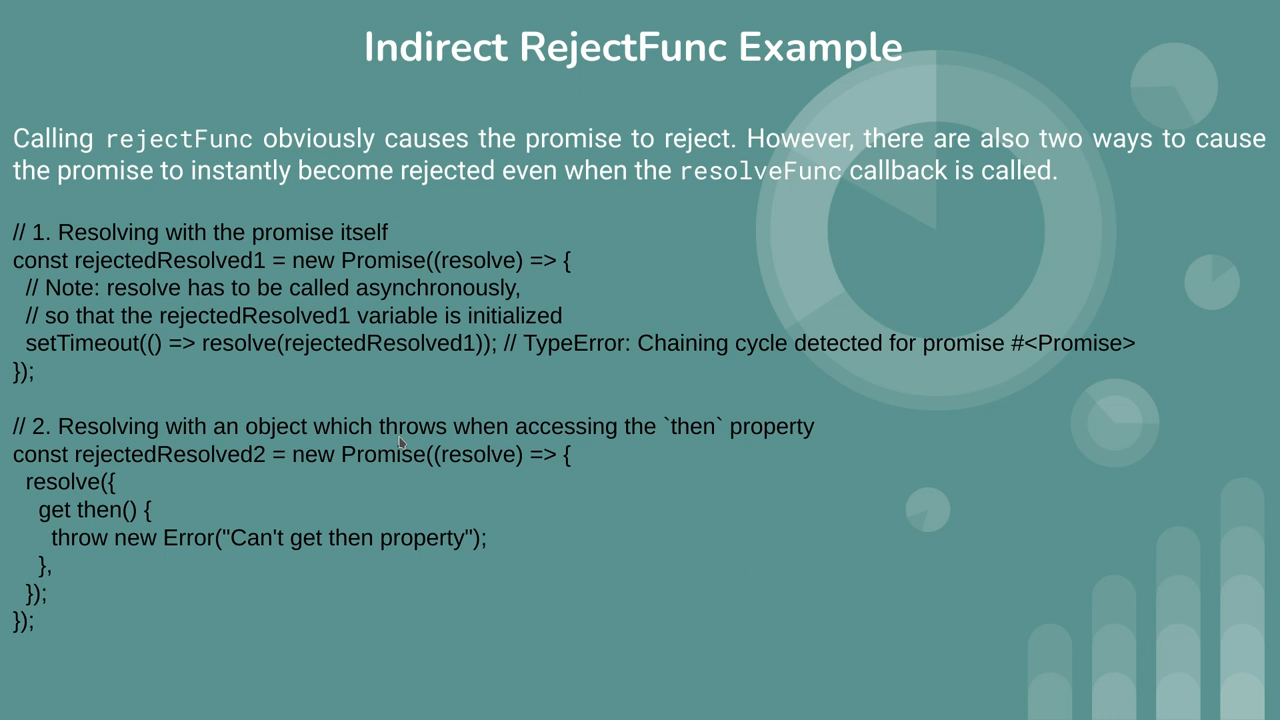 Indirect RejectFunc Example
Calling rejectFunc obviously causes the promise to reject. However, there are also two ways to cause
the promise to instantly become rejected even when the resolveFunc callback is called.
// 1. Resolving with the promise itself
const rejectedResolved1 = new Promise((resolve) => {
  // Note: resolve has to be called asynchronously,
  // so that the rejectedResolved1 variable is initialized
  setTimeout(() => resolve(rejectedResolved1)); // TypeError: Chaining cycle detected for promise #<Promise>
});
// 2. Resolving with an object which throws when accessing the `then` property
const rejectedResolved2 = new Promise((resolve) => {
  resolve({
    get then() {
      throw new Error("Can't get then property");
    },
  });
});